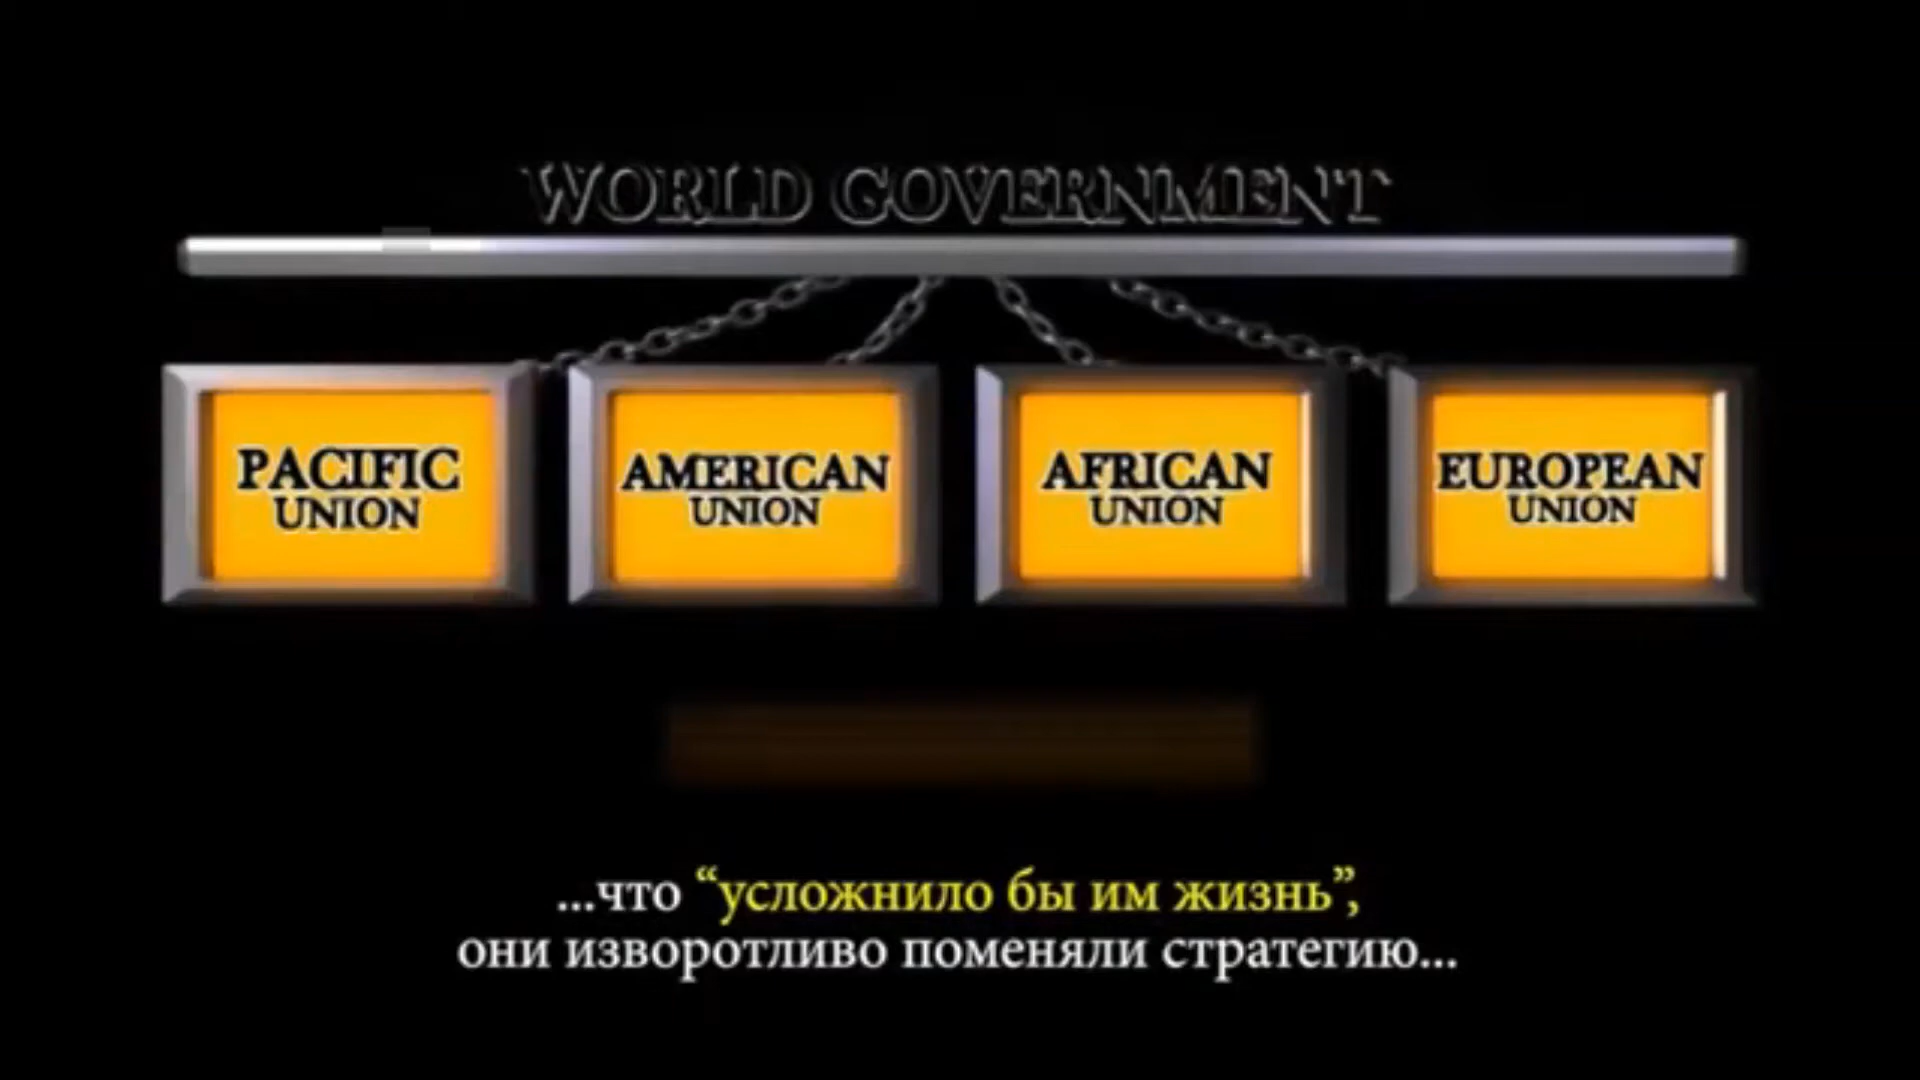 WORLD GOVERNMENT
PACIFIC
UNION
AMERICAN
UNION
AFRICAN
UNION
EUROPEAN
UNION
...что “усложнило бы им жизнь”,
они изворотливо поменяли стратегию...